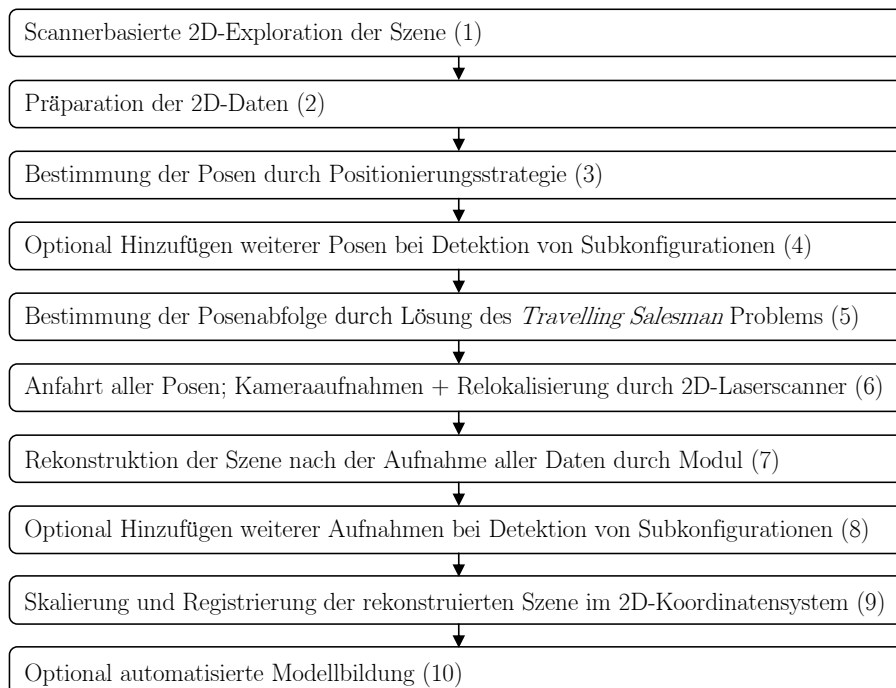 Scannerbasierte 2D-Exploration der Szene (1)
Präparation der 2D-Daten (2)
Bestimmung der Posen durch Positionierungsstrategie (3)
Optional Hinzufügen weiterer Posen bei Detektion von Subkonfigurationen (4)
Bestimmung der Posenabfolge durch Lösung des Travelling Salesman Problems (5)
Anfahrt aller Posen; Kameraaufnahmen + Relokalisierung durch 2D-Laserscanner (6)
Rekonstruktion der Szene nach der Aufnahme aller Daten durch Modul (7)
Optional Hinzufügen weiterer Aufnahmen bei Detektion von Subkonfigurationen (8)
Skalierung und Registrierung der rekonstruierten Szene im 2D-Koordinatensystem (9)
Optional automatisierte Modellbildung (10)